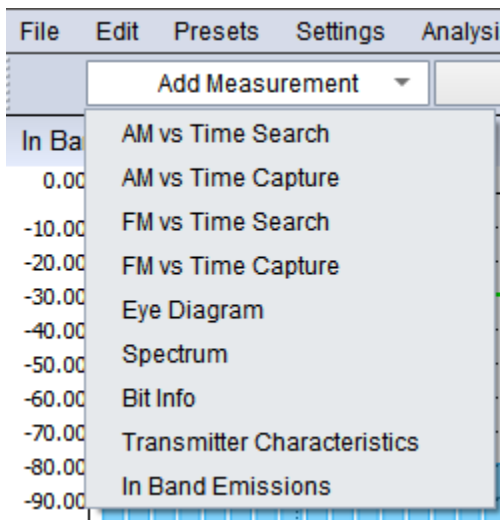 File Edit Presets Settings Analysi
Add Measurement
In Ba
AM vs Time Search
0.00
AM vs Time Capture
-10.00
FM vs Time Search
-20.00
FM vs Time Capture
-30.00
Eye Diagram
-40.00
Spectrum
-50.00
Bit Info
-60.00
Transmitter Characteristics
-70.00
-80.00
In Band Emissions
-90.00